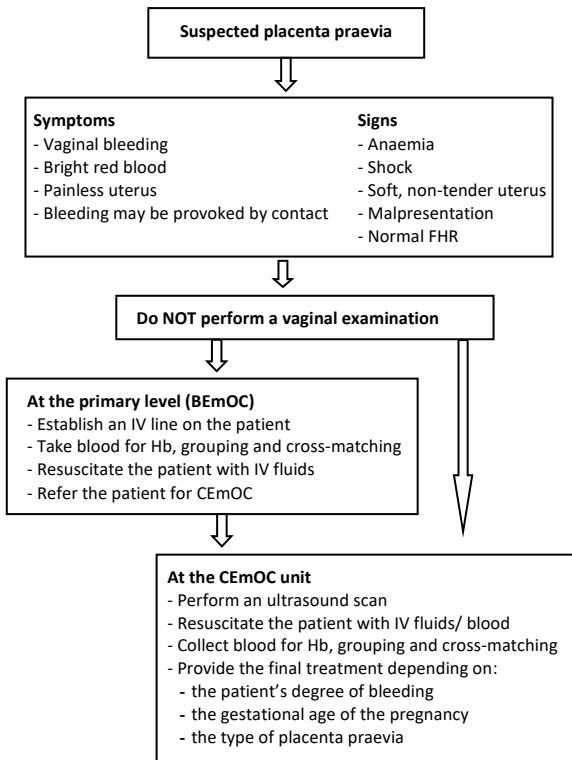 Suspected placenta praevia
Symptoms
- Vaginal bleeding
- Bright red blood
- Painless uterus
- Bleeding may be provoked by contact
Signs
- Anaemia
- Shock
- Soft, non-tender uterus
- Malpresentation
- Normal FHR
Do NOT perform a vaginal examination
At the primary level (BEmOC)
- Establish an IV line on the patient
- Take blood for Hb, grouping and cross-matching
- Resuscitate the patient with IV fluids
- Refer the patient for CEmOC
At the CEmOC unit
- Perform an ultrasound scan
- Resuscitate the patient with IV fluids/ blood
- Collect blood for Hb, grouping and cross-matching
- Provide the final treatment depending on:
- the patient’s degree of bleeding
- the gestational age of the pregnancy
- the type of placenta praevia